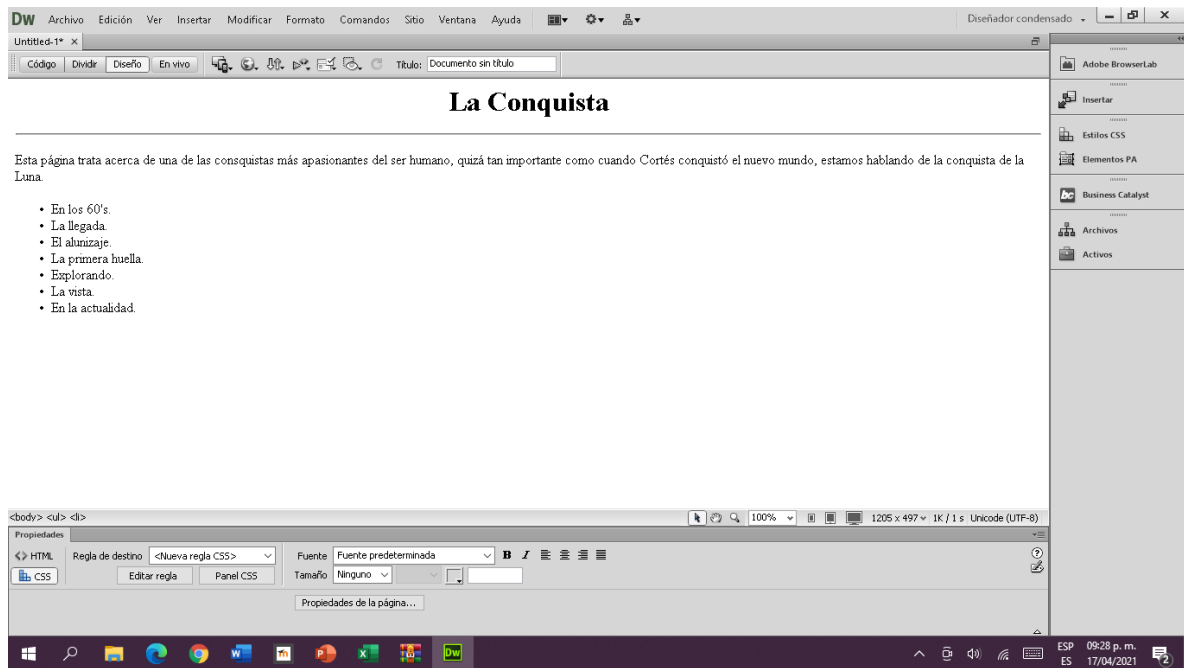 DW Archivo Edición Ver Insertar Modificar Formato Comandos Sitio Ventana Ayuda Diseñador condensado
Untitled-1* ×
Código Dividir Diseño En vivo Título: Documento sin título
La Conquista
Esta página trata acerca de una de las consquistas más apasionantes del ser humano, quizá tan importante como cuando Cortés conquistó el nuevo mundo, estamos hablando de la conquista de la
Luna.
• En los 60's.
• La llegada.
• El alunizaje.
• La primera huella.
• Explorando.
• La vista.
• En la actualidad.
Adobe BrowserLab
Insertar
Estilos CSS
Elementos PA
bc Business Catalyst
Archivos
Activos
<body> <ul> <li> 100% 1205 x 497 1K / 1 s Unicode (UTF-8)
Propiedades
<> HTML Regla de destino <Nueva regla CSS> Fuente Fuente predeterminada B I
CSS Editar regla Panel CSS Tamaño Ninguno
Propiedades de la página...
Dw
ESP 09:28 p. m.
ES 17/04/2021 2